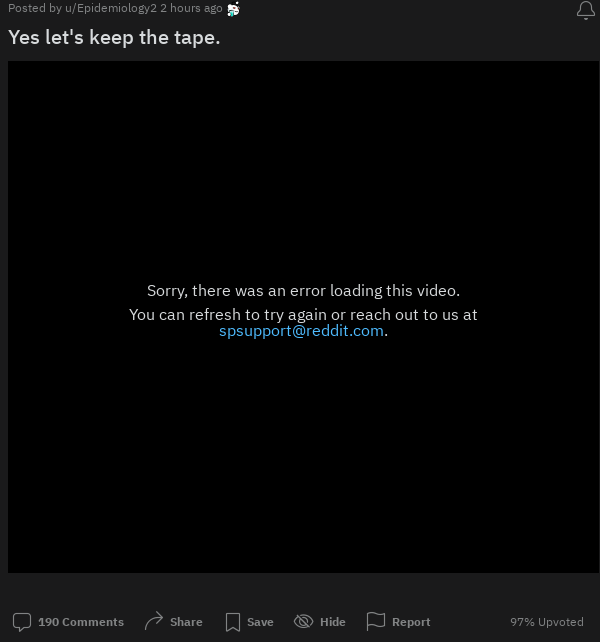 Posted by u/Epidemiology2 2 hours ago
Yes let's keep the tape.
Sorry, there was an error loading this video.
You can refresh to try again or reach out to us at
spsupport@reddit.com.
190 Comments Share Save Hide Report 97% Upvoted